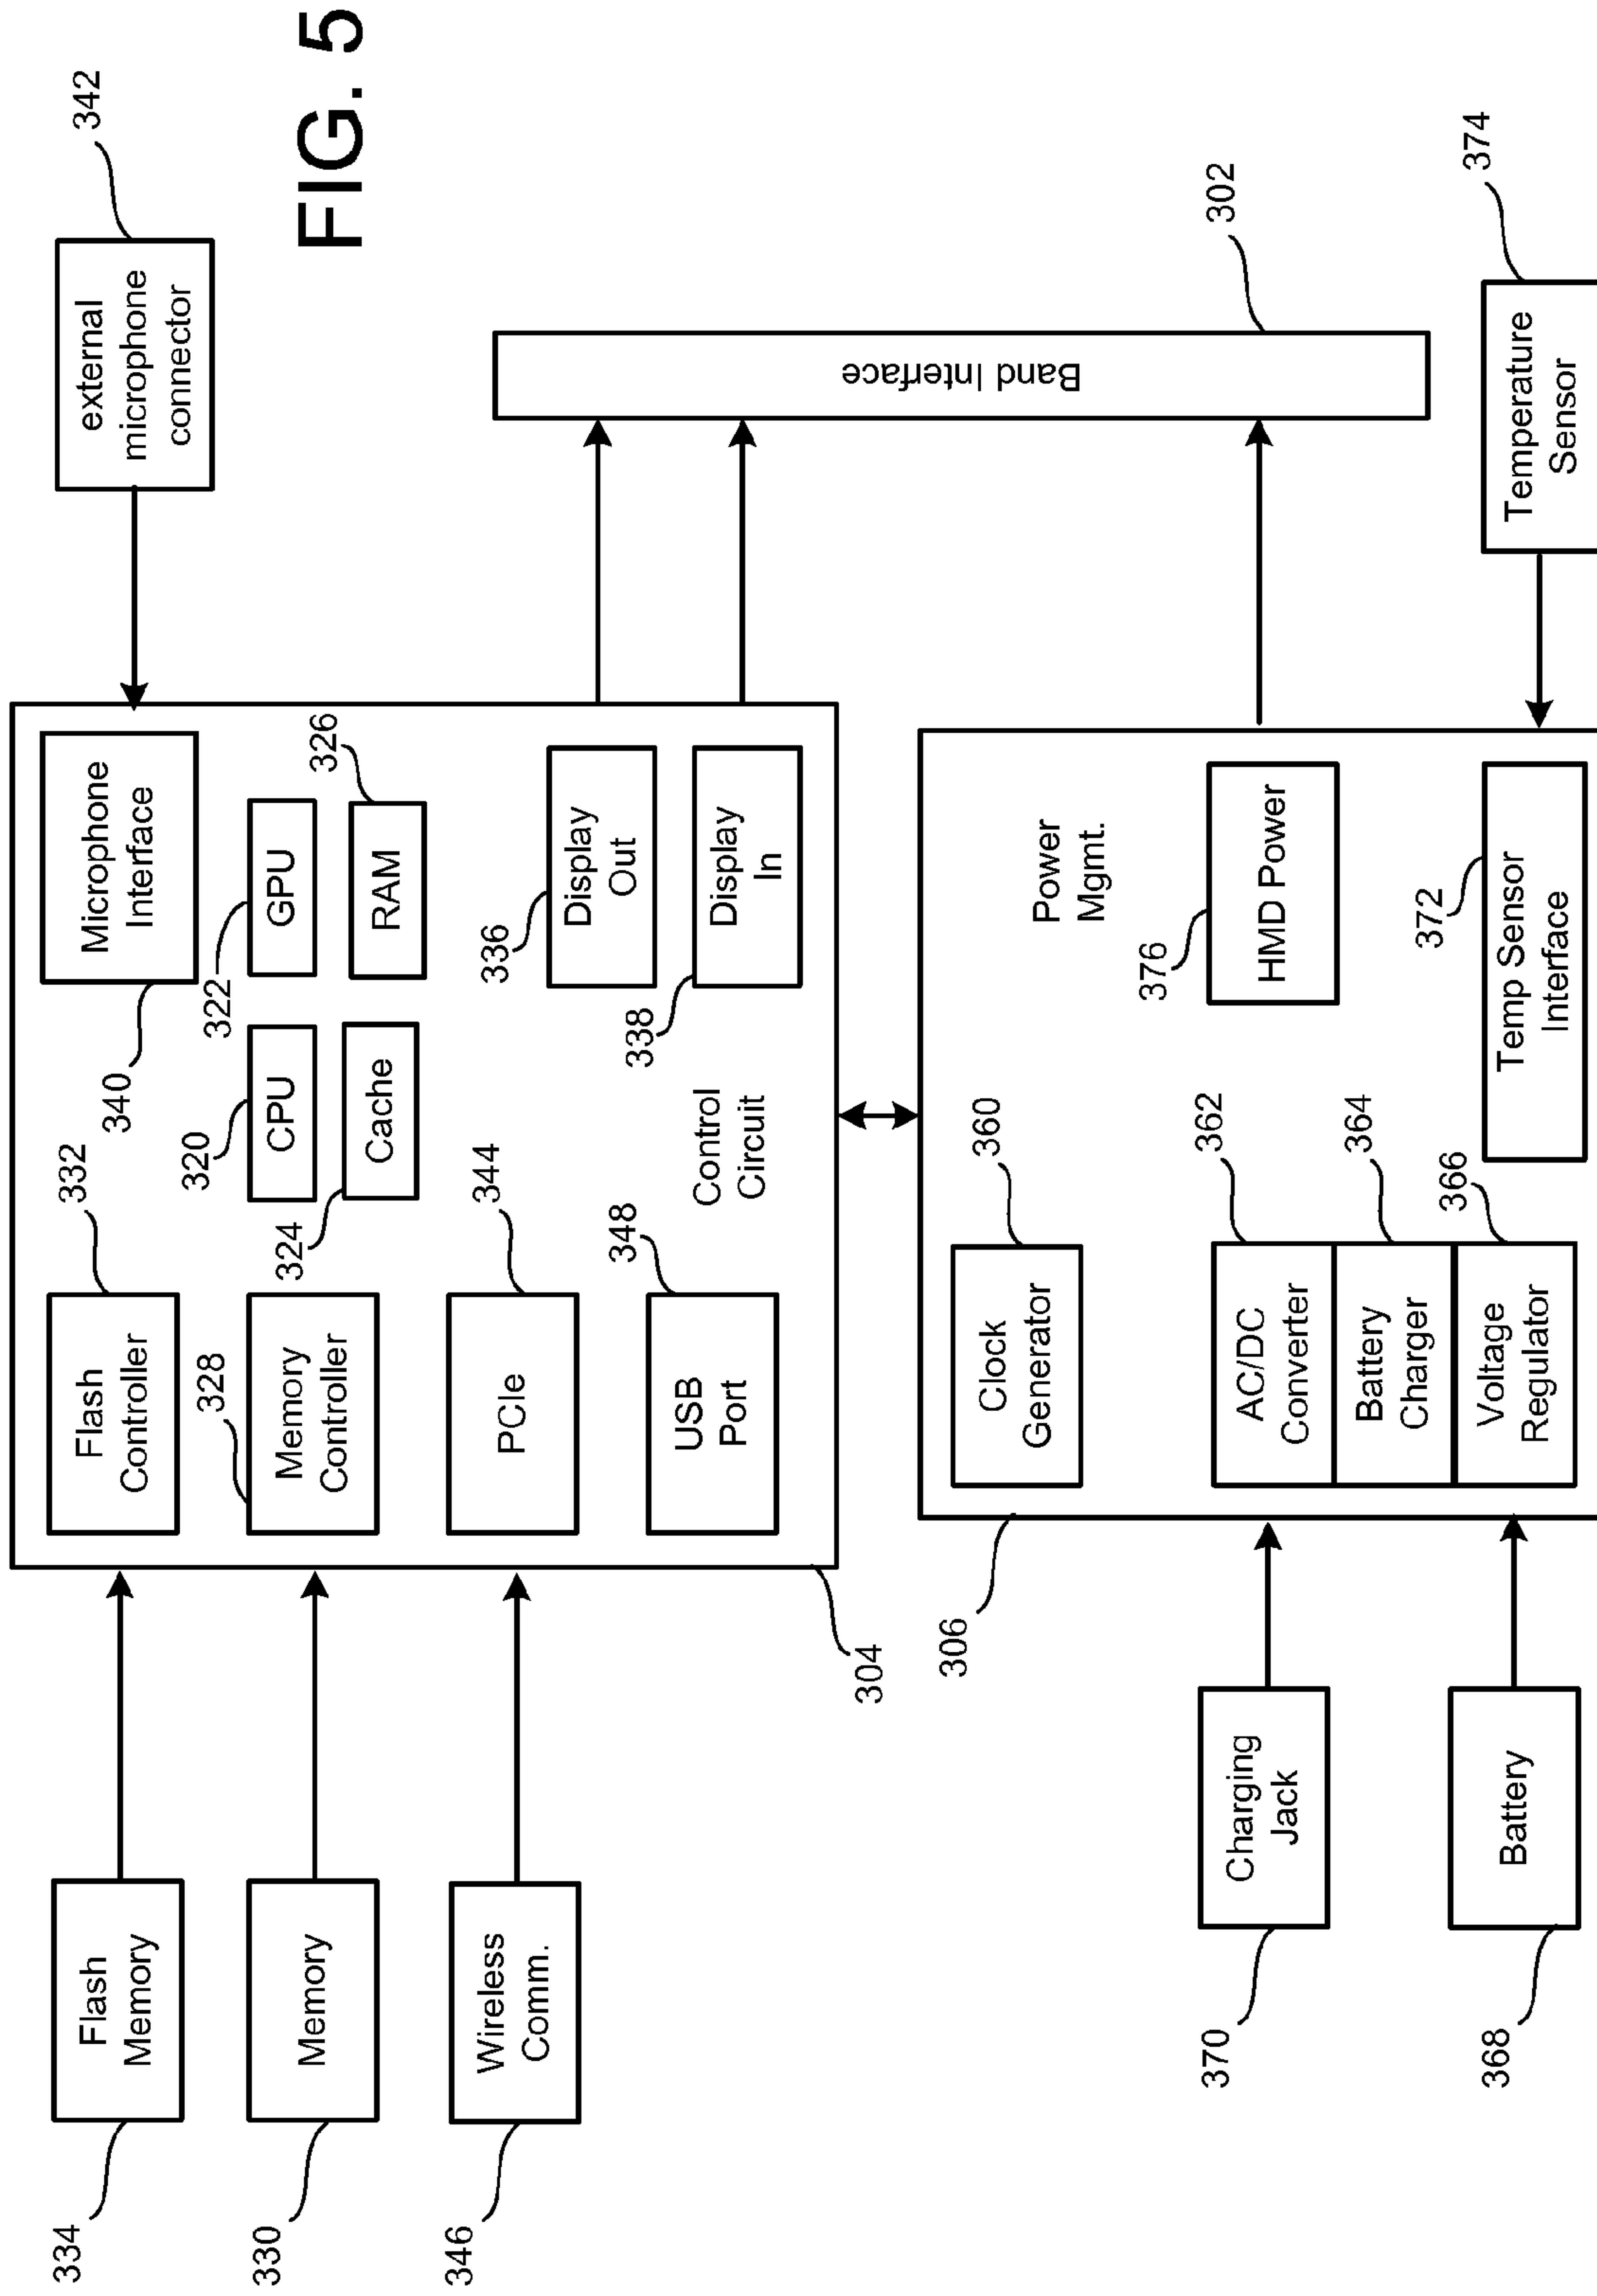 FIG. 5
342
external
microphone
connector
Microphone
Interface
340
Flash
Controller
332
Flash
Memory
334
CPU
320
GPU
322
Cache
324
RAM
326
Memory
Controller
328
Memory
330
PCIe
344
Wireless
Comm.
346
USB
Port
348
Control
Circuit
304
Display
Out
336
Display
In
338
Band Interface
302
306
Power
Mgmt.
Clock
Generator
360
AC/DC
Converter
362
Battery
Charger
364
Voltage
Regulator
366
HMD Power
376
Temp Sensor
Interface
372
Temperature
Sensor
374
Charging
Jack
370
Battery
368